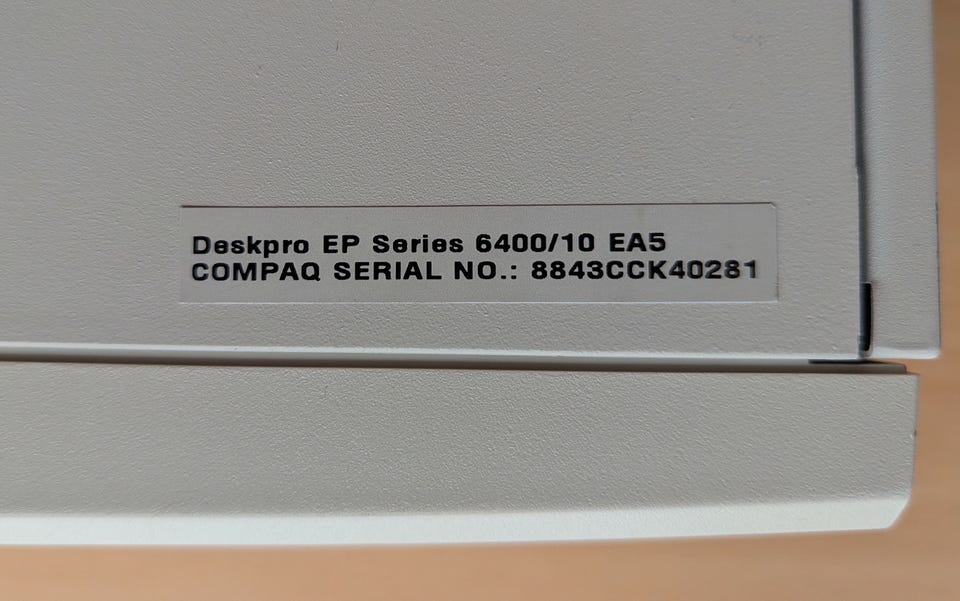 Deskpro EP Series 6400/10 EA5
COMPAQ SERIAL NO.: 8843CCK40281